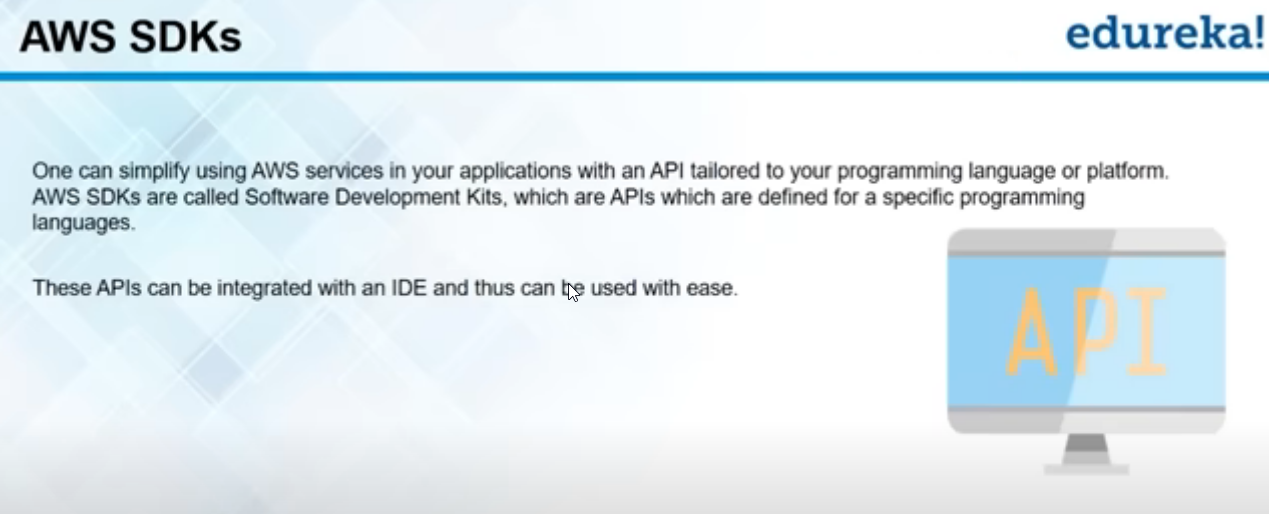 AWS SDKs
edureka!
One can simplify using AWS services in your applications with an API tailored to your programming language or platform.
AWS SDKs are called Software Development Kits, which are APIs which are defined for a specific programming
languages.
These APIs can be integrated with an IDE and thus can be used with ease.
API